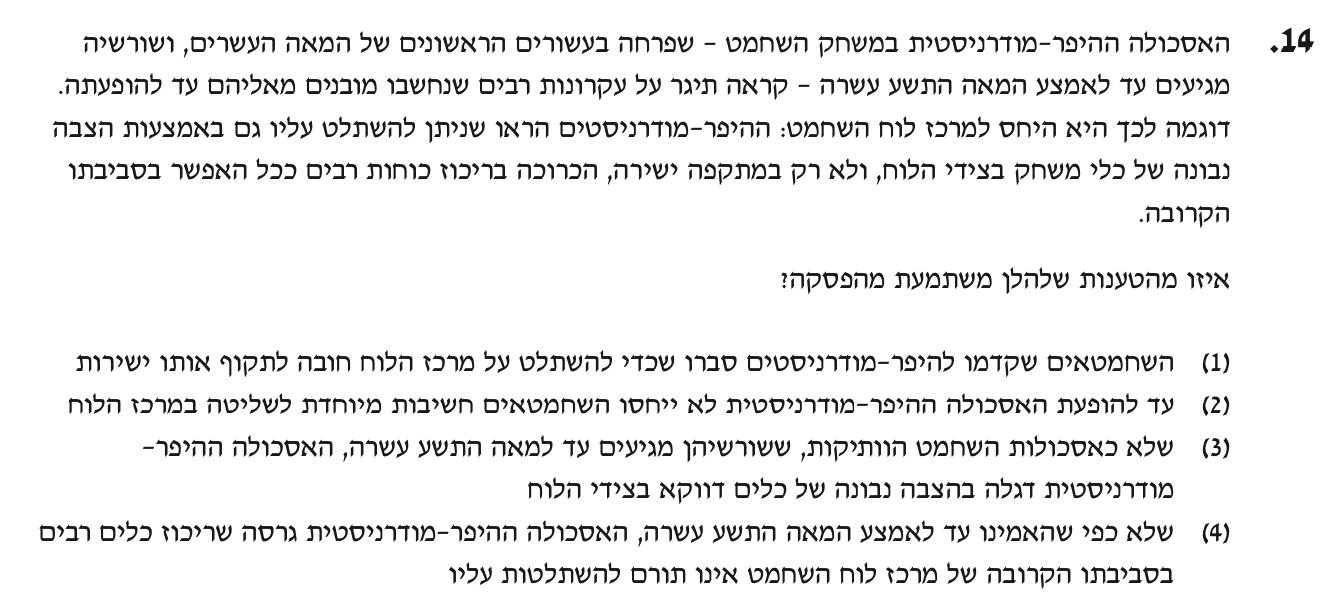 14. האסכולה ההיפר-מודרניסטית במשחק השחמט - שפרחה בעשורים הראשונים של המאה העשרים, ושורשיה
מגיעים עד לאמצע המאה התשע עשרה - קראה תיגר על עקרונות רבים שנחשבו מובנים מאליהם עד להופעתה.
דוגמה לכך היא היחס למרכז לוח השחמט: ההיפר-מודרניסטים הראו שניתן להשתלט עליו גם באמצעות הצבה
נבונה של כלי משחק בצידי הלוח, ולא רק במתקפה ישירה, הכרוכה בריכוז כוחות רבים ככל האפשר בסביבתו
הקרובה.
איזו מהטענות שלהלן משתמעת מהפסקה?
(1) השחמטאים שקדמו להיפר-מודרניסטים סברו שכדי להשתלט על מרכז הלוח חובה לתקוף אותו ישירות
(2) עד להופעת האסכולה ההיפר-מודרניסטית לא ייחסו השחמטאים חשיבות מיוחדת לשליטה במרכז הלוח
(3) שלא כאסכולות השחמט הוותיקות, ששורשיהן מגיעים עד למאה התשע עשרה, האסכולה ההיפר-
מודרניסטית דגלה בהצבה נבונה של כלים דווקא בצידי הלוח
(4) שלא כפי שהאמינו עד לאמצע המאה התשע עשרה, האסכולה ההיפר-מודרניסטית גרסה שריכוז כלים רבים
בסביבתו הקרובה של מרכז לוח השחמט אינו תורם להשתלטות עליו